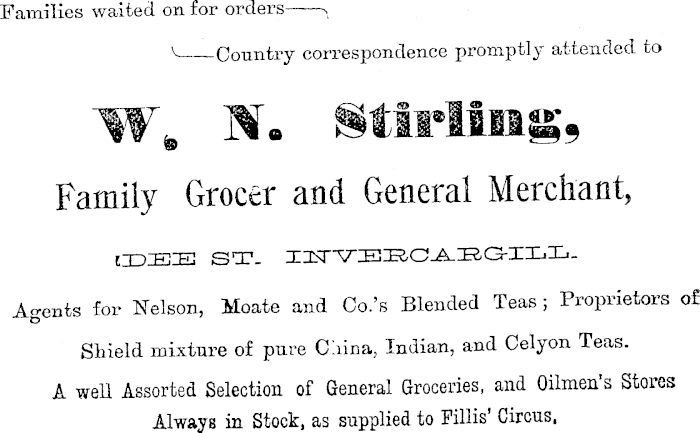 Families waited on for orders
Country correspondence promptly attended to
W, N. Stirling,
Family Grocer and General Merchant,
DEE ST. INVERCARGILL.
Agents for Nelson, Moate and Co.'s Blended Teas; Proprietors of
Shield mixture of pure China, Indian, and Celyon Teas.
A well Assorted Selection of General Groceries, and Oilmen's Stores
Always in Stock, as supplied to Fillis' Circus,